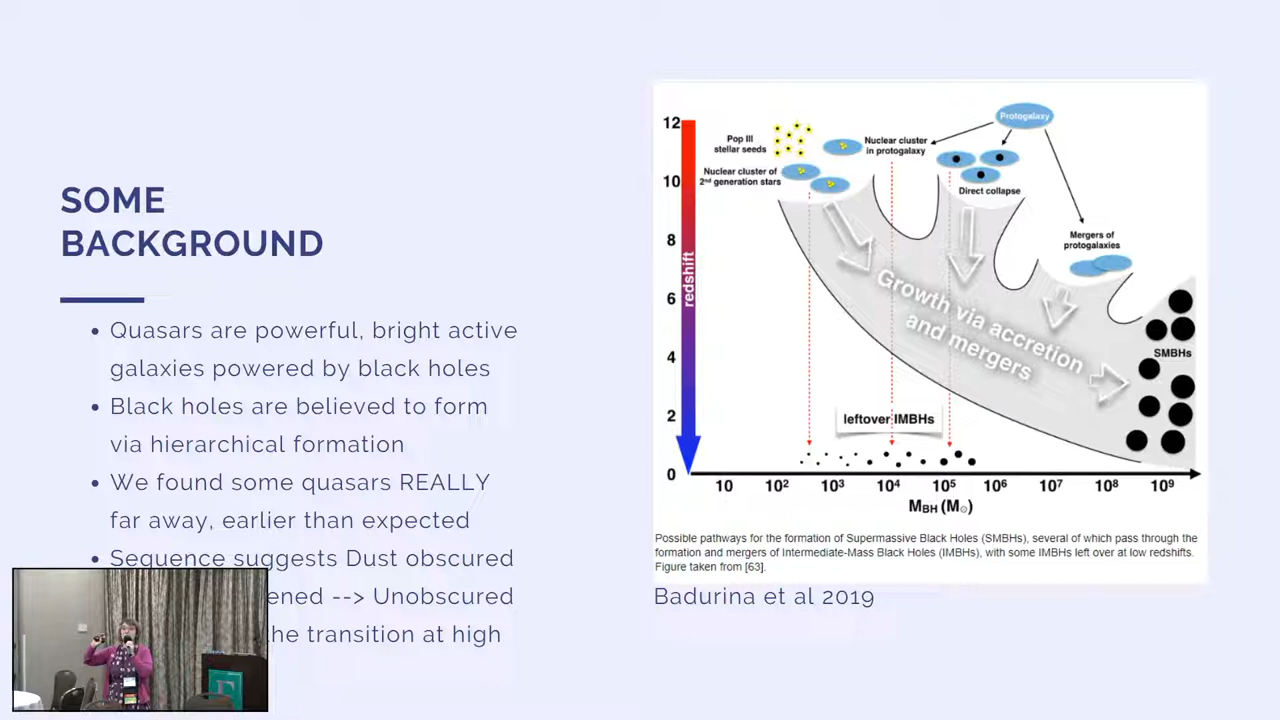 SOME
BACKGROUND
• Quasars are powerful, bright active
galaxies powered by black holes
• Black holes are believed to form
via hierarchical formation
• We found some quasars REALLY
far away, earlier than expected
• Sequence suggests Dust obscured
ened --> Unobscured
he transition at high
12
10
8
6
4
2
0
redshift
Pop III
stellar seeds
Nuclear cluster of
2nd generation stars
Nuclear cluster
in protogalaxy
Protogalaxy
Direct collapse
Mergers of
protogalaxies
Growth via accretion
and mergers
SMBHs
leftover IMBHs
10 10² 10³ 10⁴ 10⁵ 10⁶ 10⁷ 10⁸ 10⁹
MBH (M☉)
Possible pathways for the formation of Supermassive Black Holes (SMBHs), several of which pass through the
formation and mergers of Intermediate-Mass Black Holes (IMBHs), with some IMBHs left over at low redshifts.
Figure taken from [63].
Badurina et al 2019